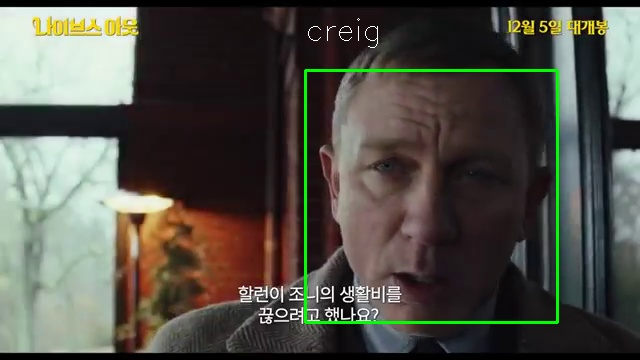 나이브스 아웃
12월 5일 대개봉
creig
할런이 조니의 생활비를
끊으려고 했나요?